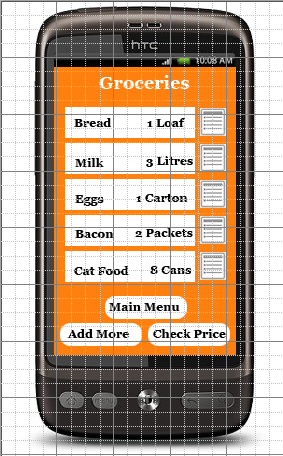 htc
10:08 AM
Groceries
Bread 1 Loaf
Milk 3 Litres
Eggs 1 Carton
Bacon 2 Packets
Cat Food 8 Cans
Main Menu
Add More Check Price